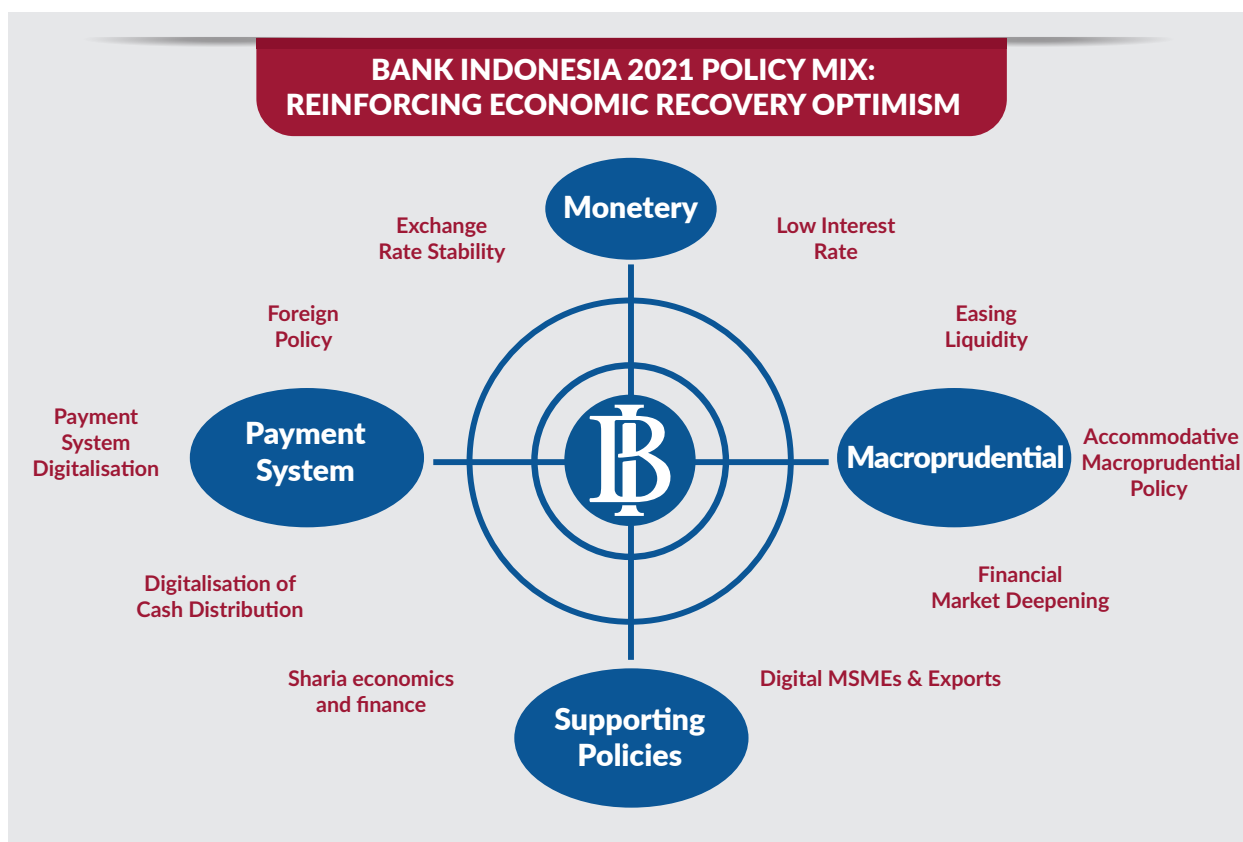 BANK INDONESIA 2021 POLICY MIX:
REINFORCING ECONOMIC RECOVERY OPTIMISM
Monetery
Exchange
Rate Stability
Low Interest
Rate
Foreign
Policy
Easing
Liquidity
Payment
System
Digitalisation
Payment
System
BI
Macroprudential
Accommodative
Macroprudential
Policy
Digitalisation of
Cash Distribution
Financial
Market Deepening
Sharia economics
and finance
Digital MSMEs & Exports
Supporting
Policies